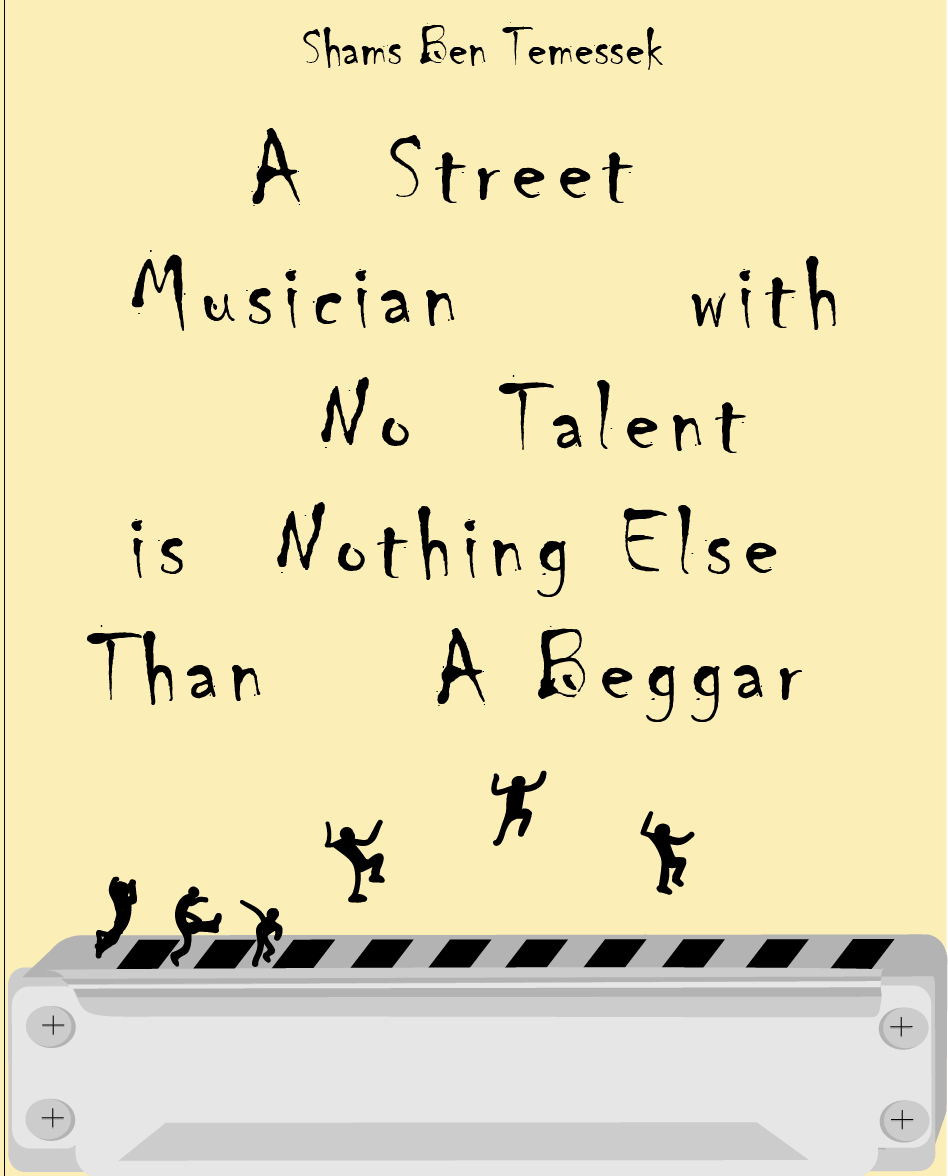 Shams Ben Temessek
A Street
Musician with
No Talent
is Nothing Else
Than A Beggar